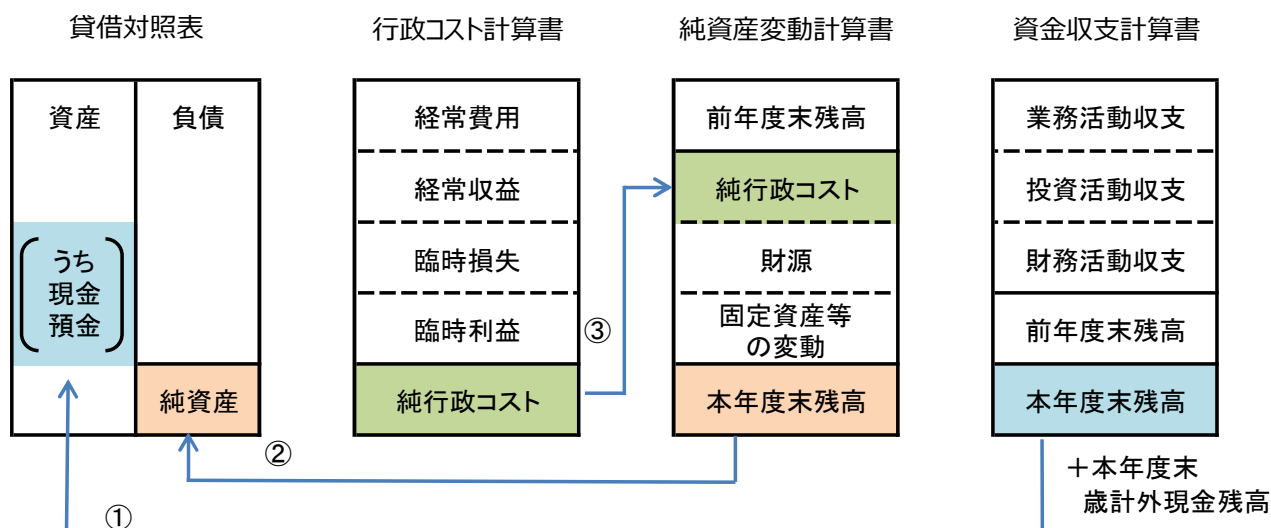 貸借対照表
資産
負債
うち
現金
預金
純資産
①
②
行政コスト計算書
経常費用
経常収益
臨時損失
臨時利益
純行政コスト
③
純資産変動計算書
前年度末残高
純行政コスト
財源
固定資産等
の変動
本年度末残高
資金収支計算書
業務活動収支
投資活動収支
財務活動収支
前年度末残高
本年度末残高
＋本年度末
歳計外現金残高